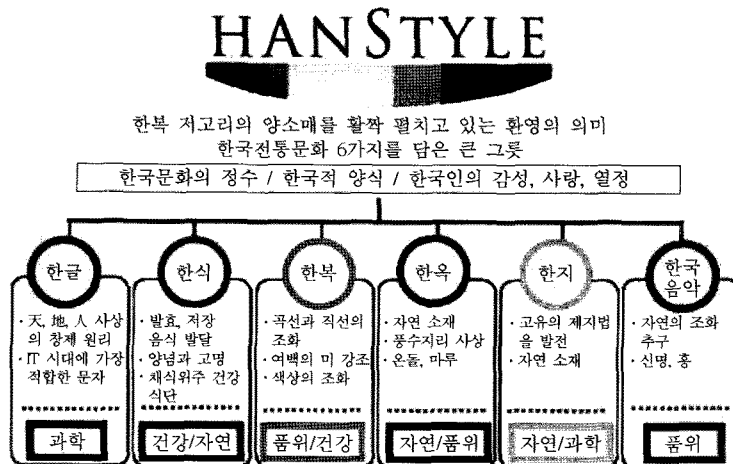 HANSTYLE
한복 저고리의 양소매를 활짝 펼치고 있는 환영의 의미
한국전통문화 6가지를 담은 큰 그릇
한국문화의 정수 / 한국적 양식 / 한국인의 감성, 사랑, 열정
한글
· 天, 地, 人 사상
의 창제 원리
· IT 시대에 가장
적합한 문자
과학
한식
· 발효, 저장
음식 발달
· 양념과 고명
· 채식위주 건강
식단
건강/자연
한복
· 곡선과 직선의
조화
· 여백의 미 강조
· 색상의 조화
품위/건강
한옥
· 자연 소재
· 풍수지리 사상
· 온돌, 마루
자연/품위
한지
· 고유의 제지법
을 발전
· 자연 소재
자연/과학
한국
음악
· 자연의 조화
추구
· 신명, 흥
품위